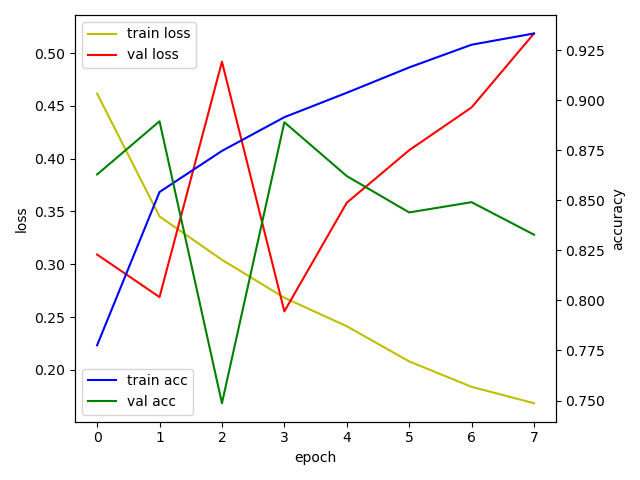 train loss
val loss
0.50
0.45
0.40
0.35
0.30
0.25
0.20
loss
0.925
0.900
0.875
0.850
0.825
0.800
0.775
0.750
accuracy
train acc
val acc
0 1 2 3 4 5 6 7
epoch